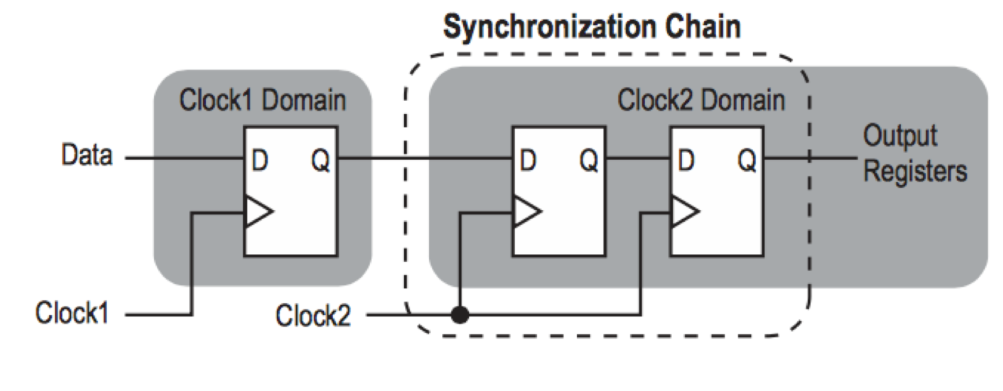 Synchronization Chain
Clock1 Domain
Clock2 Domain
Data
D
Q
D
Q
D
Q
Output
Registers
Clock1
Clock2